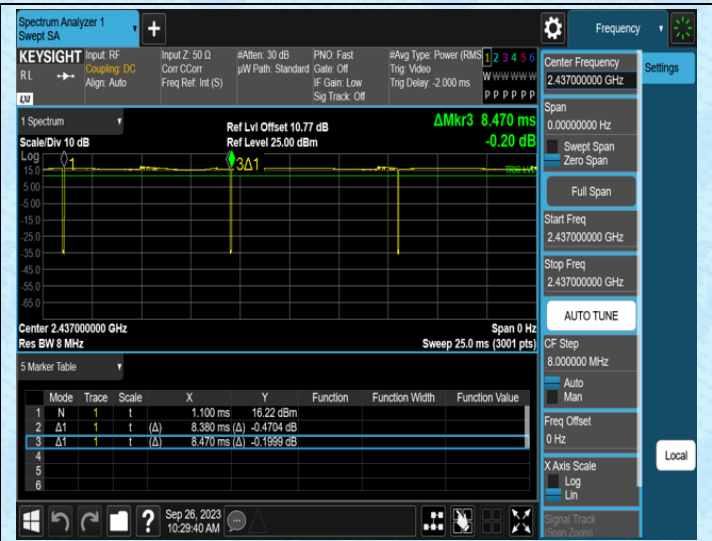 Spectrum Analyzer 1
Swept SA
+
Frequency
KEYSIGHT
RL
LXI
Input: RF
Coupling: DC
Align: Auto
Input Z: 50 Ω
Corr CCorr
Freq Ref: Int (S)
#Atten: 30 dB
µW Path: Standard
PNO: Fast
Gate: Off
IF Gain: Low
Sig Track: Off
#Avg Type: Power (RMS
Trig: Video
Trig Delay: -2.000 ms
1 2 3 4 5 6
W W W W W W
P P P P P P
Center Frequency
2.437000000 GHz
Settings
1 Spectrum
Scale/Div 10 dB
Ref Lvl Offset 10.77 dB
Ref Level 25.00 dBm
ΔMkr3 8.470 ms
-0.20 dB
Span
0.00000000 Hz
Swept Span
Zero Span
Full Span
Log
1
3Δ1
TRIG LVL
15.0
5.00
-5.00
-15.0
-25.0
-35.0
-45.0
-55.0
-65.0
Start Freq
2.437000000 GHz
Stop Freq
2.437000000 GHz
AUTO TUNE
Center 2.437000000 GHz
Res BW 8 MHz
Span 0 Hz
Sweep 25.0 ms (3001 pts)
CF Step
8.000000 MHz
Auto
Man
5 Marker Table
Mode Trace Scale X Y Function Function Width Function Value
1 N 1 t 1.100 ms 16.22 dBm
2 Δ1 1 t (Δ) 8.380 ms (Δ) -0.4704 dB
3 Δ1 1 t (Δ) 8.470 ms (Δ) -0.1999 dB
4
5
6
Freq Offset
0 Hz
X Axis Scale
Log
Lin
Local
Signal Track
(Span Zoom)
?
Sep 26, 2023
10:29:40 AM